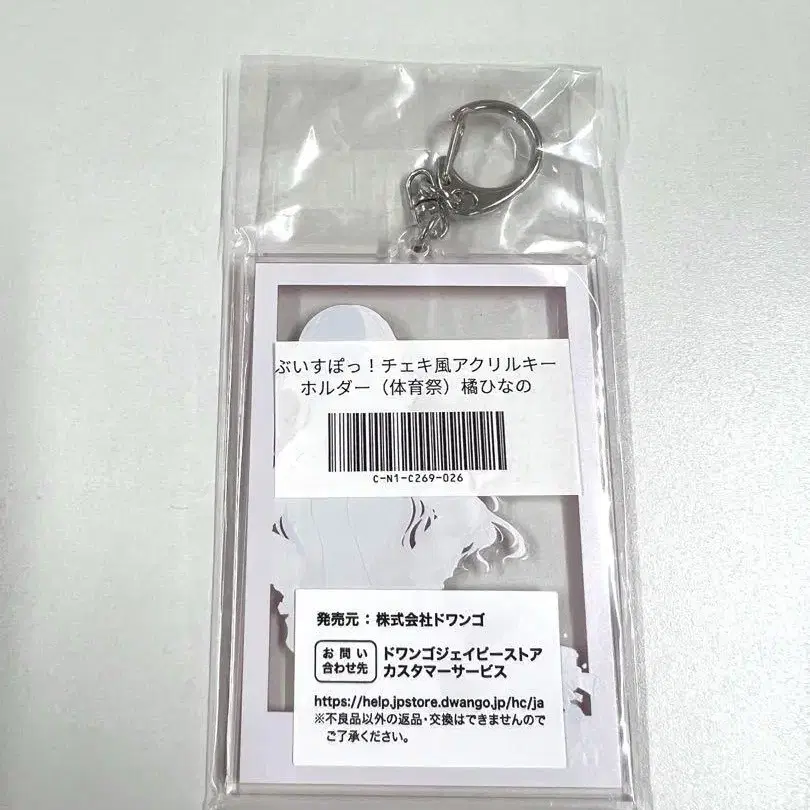 ぶいすぽっ！チェキ風アクリルキー
ホルダー（体育祭）橘ひなの
C-N1-C269-026
発売元：株式会社ドワンゴ
お問い
合わせ先
ドワンゴジェイピーストア
カスタマーサービス
https://help.jpstore.dwango.jp/hc/ja
※不良品以外の返品・交換はできませんので
ご了承ください。